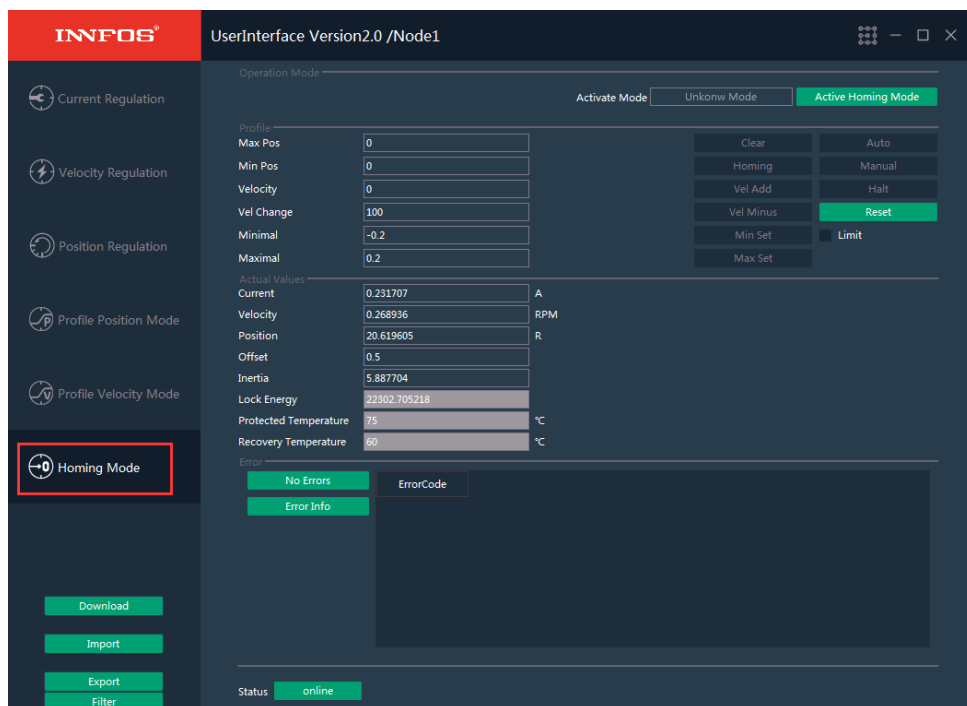 INNFOS®
UserInterface Version2.0 /Node1
Current Regulation
Velocity Regulation
Position Regulation
Profile Position Mode
Profile Velocity Mode
Homing Mode
Download
Import
Export
Filter
Operation Mode
Activate Mode Unkonw Mode Active Homing Mode
Profile
Max Pos 0 Clear Auto
Min Pos 0 Homing Manual
Velocity 0 Vel Add Halt
Vel Change 100 Vel Minus Reset
Minimal -0.2 Min Set Limit
Maximal 0.2 Max Set
Actual Values
Current 0.231707 A
Velocity 0.268936 RPM
Position 20.619605 R
Offset 0.5
Inertia 5.887704
Lock Energy 22302.705218
Protected Temperature 75 ℃
Recovery Temperature 60 ℃
Error
No Errors ErrorCode
Error Info
Status online